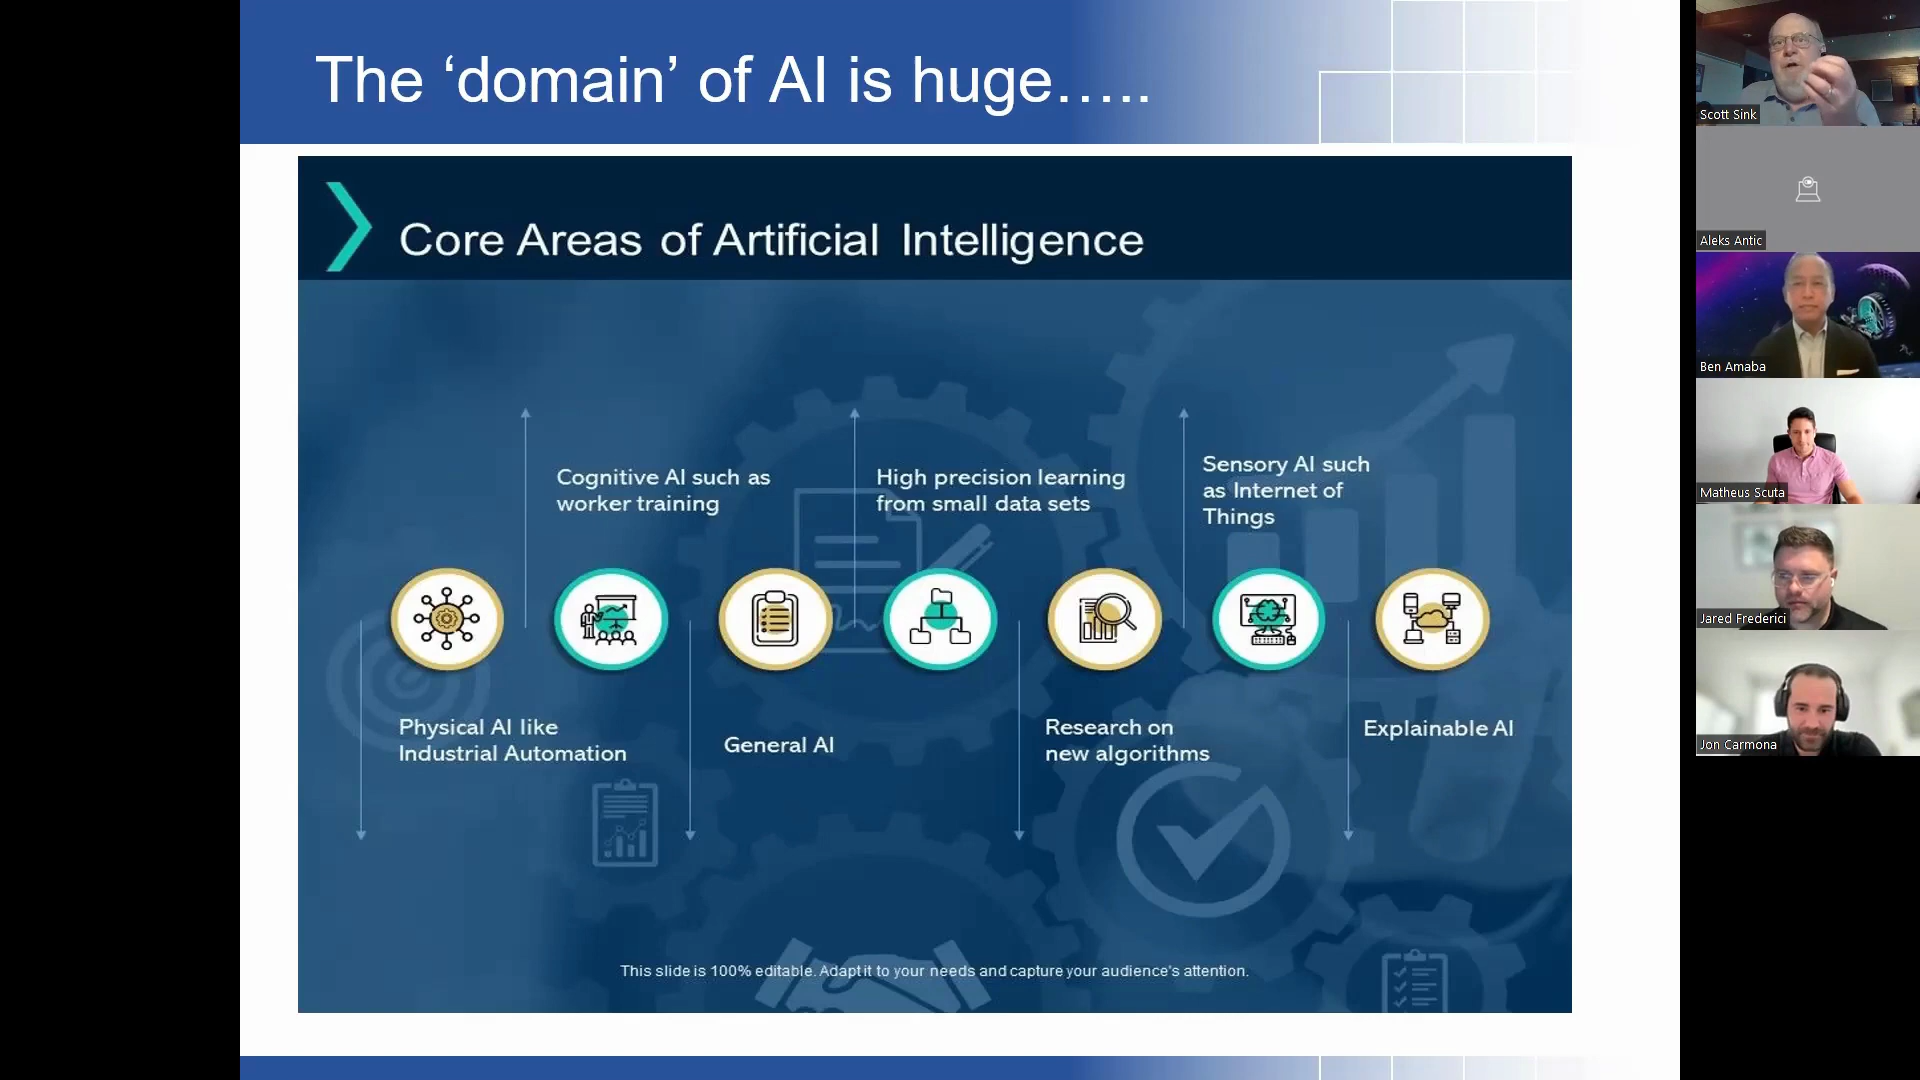 The ‘domain’ of AI is huge…..
Core Areas of Artificial Intelligence
Cognitive AI such as
worker training
High precision learning
from small data sets
Sensory AI such
as Internet of
Things
Physical AI like
Industrial Automation
General AI
Research on
new algorithms
Explainable AI
This slide is 100% editable. Adapt it to your needs and capture your audience's attention.
Scott Sink
Aleks Antic
Ben Amaba
Matheus Scuta
Jared Frederici
Jon Carmona